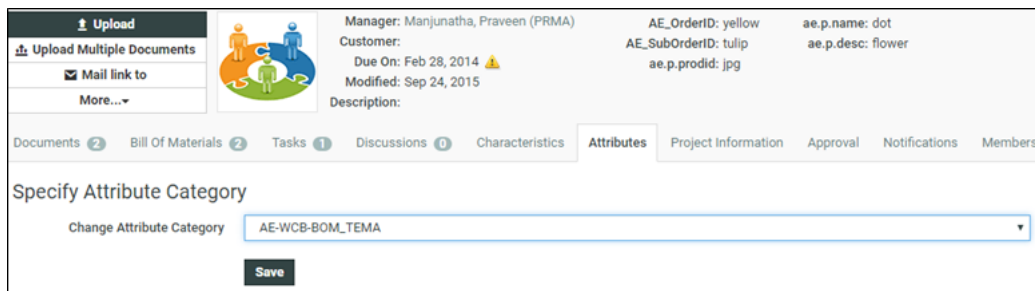 Upload
Upload Multiple Documents
Mail link to
More...
Manager: Manjunatha, Praveen (PRMA)
Customer:
Due On: Feb 28, 2014
Modified: Sep 24, 2015
Description:
AE_OrderID: yellow
AE_SubOrderID: tulip
ae.p.prodid: jpg
ae.p.name: dot
ae.p.desc: flower
Documents 2 Bill Of Materials 2 Tasks 1 Discussions 0 Characteristics Attributes Project Information Approval Notifications Members
Specify Attribute Category
Change Attribute Category AE-WCB-BOM_TEMA
Save